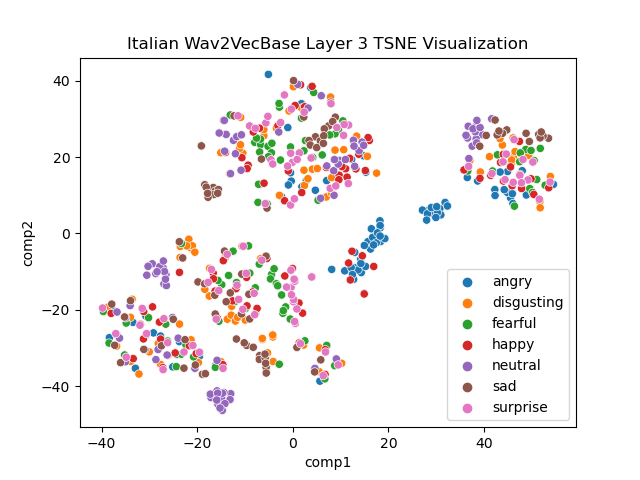 Italian Wav2VecBase Layer 3 TSNE Visualization
40
20
0
−20
−40
comp2
−40
−20
0
20
40
comp1
angry
disgusting
fearful
happy
neutral
sad
surprise